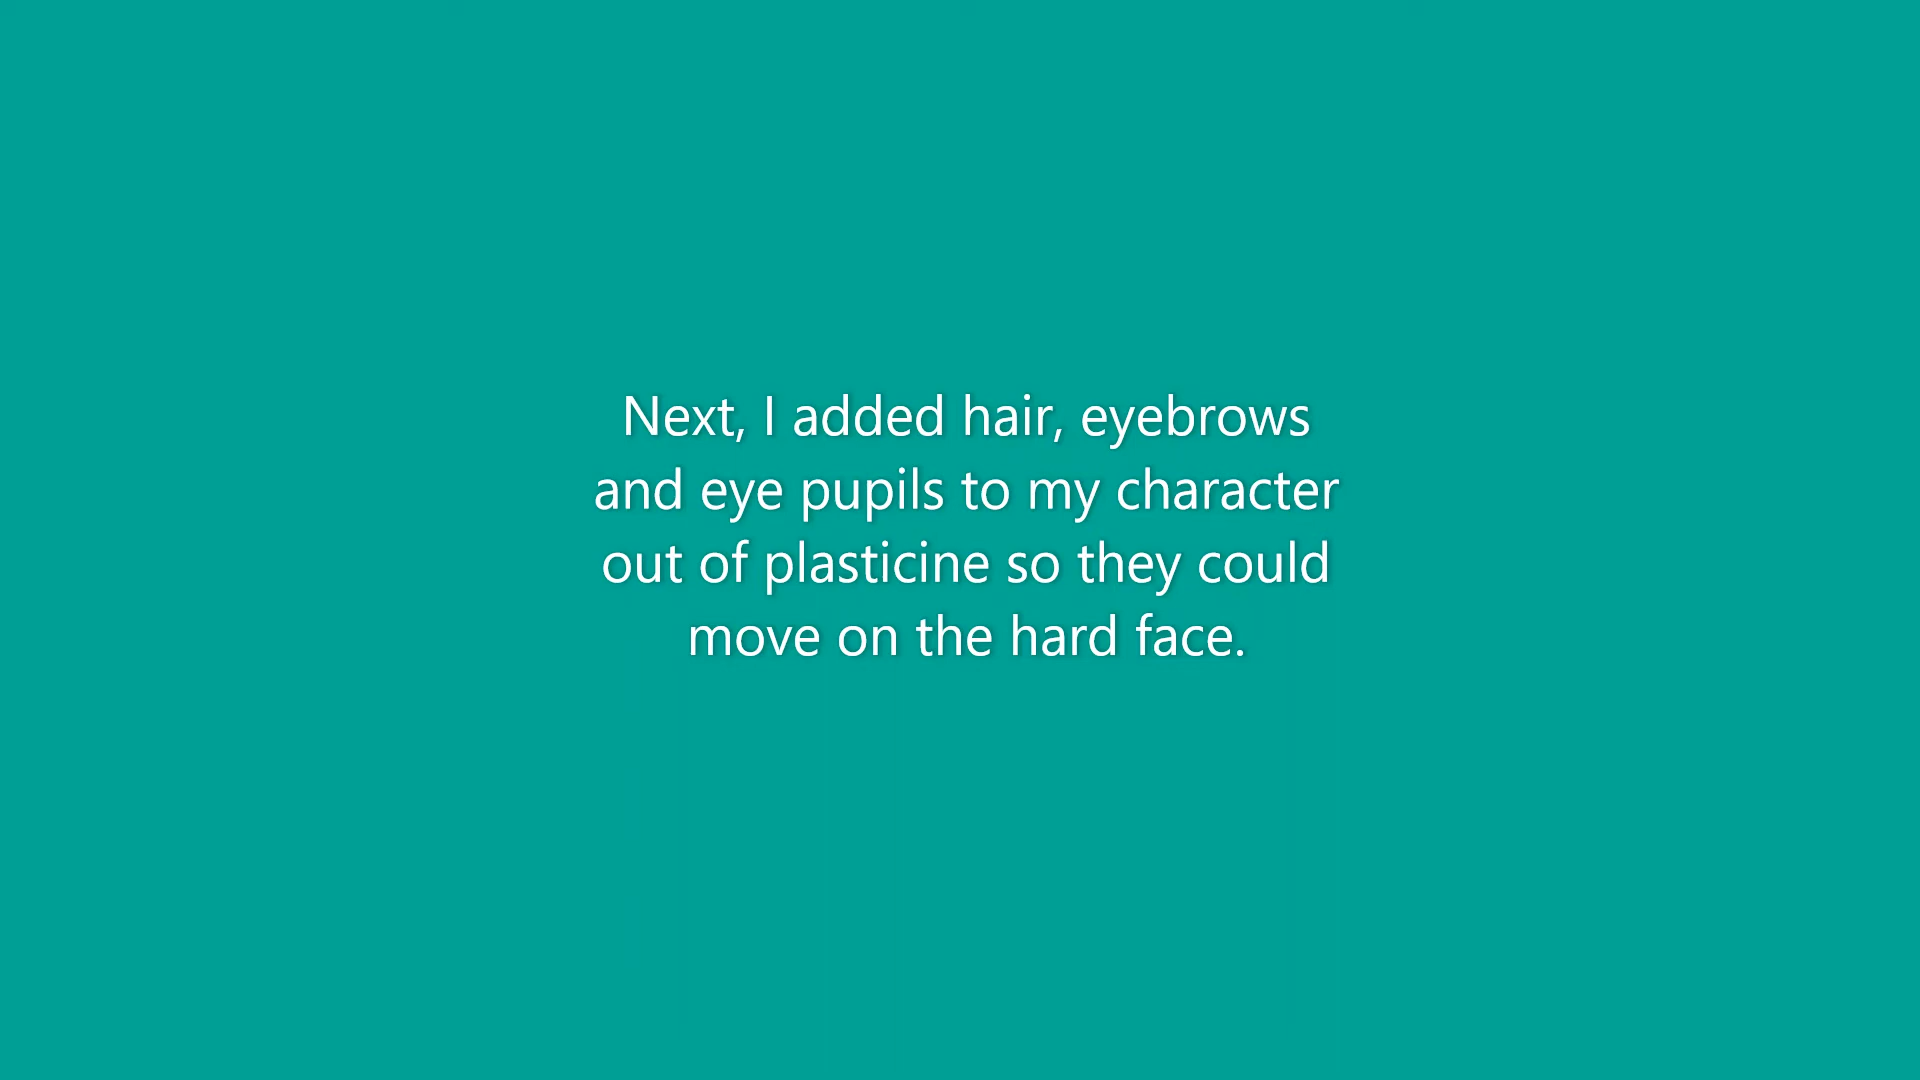 Next, I added hair, eyebrows
and eye pupils to my character
out of plasticine so they could
move on the hard face.